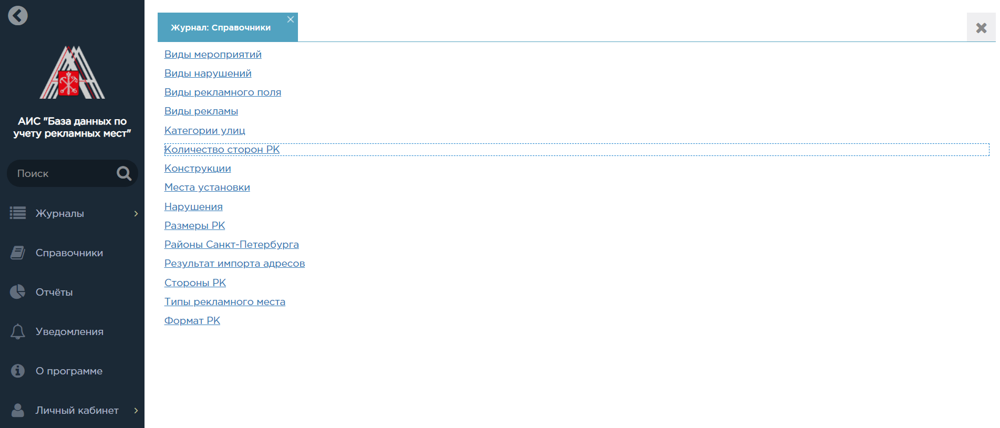 АИС "База данных по
учету рекламных мест"
Поиск
Журналы
Справочники
Отчёты
Уведомления
О программе
Личный кабинет
Журнал: Справочники
Виды мероприятий
Виды нарушений
Виды рекламного поля
Виды рекламы
Категории улиц
Количество сторон РК
Конструкции
Места установки
Нарушения
Размеры РК
Районы Санкт-Петербурга
Результат импорта адресов
Стороны РК
Типы рекламного места
Формат РК